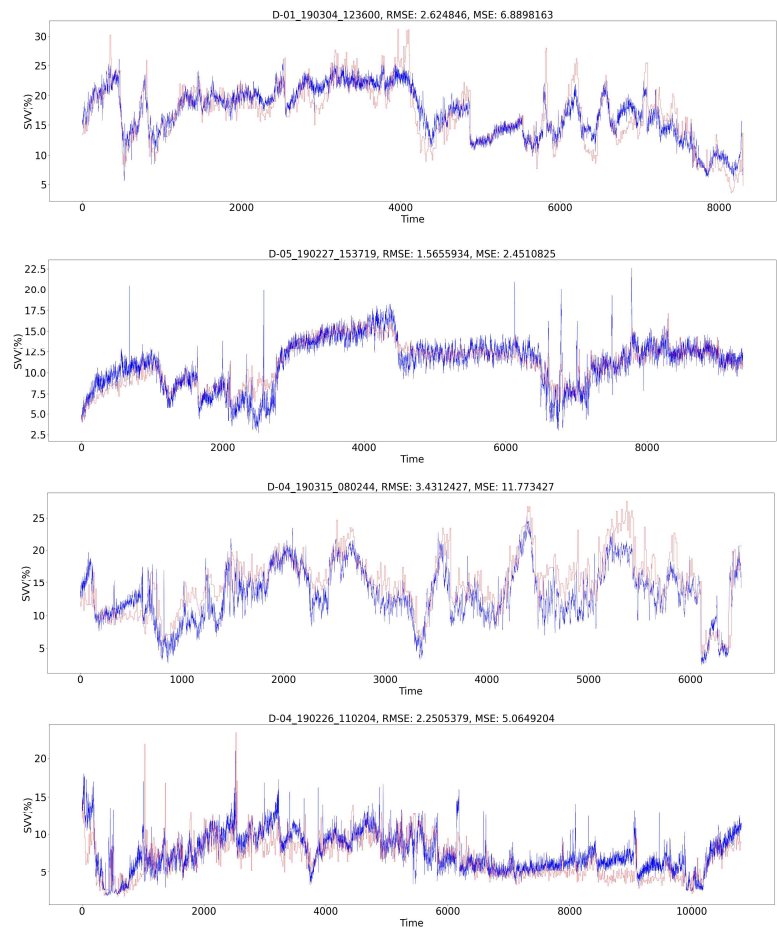 D-01_190304_123600, RMSE: 2.624846, MSE: 6.8898163
30
25
20
15
10
5
SVV(%)
0 2000 4000 6000 8000
Time
D-05_190227_153719, RMSE: 1.5655934, MSE: 2.4510825
22.5
20.0
17.5
15.0
12.5
10.0
7.5
5.0
2.5
SVV(%)
0 2000 4000 6000 8000
Time
D-04_190315_080244, RMSE: 3.4312427, MSE: 11.773427
25
20
15
10
5
SVV(%)
0 1000 2000 3000 4000 5000 6000
Time
D-04_190226_110204, RMSE: 2.2505379, MSE: 5.0649204
20
15
10
5
SVV(%)
0 2000 4000 6000 8000 10000
Time